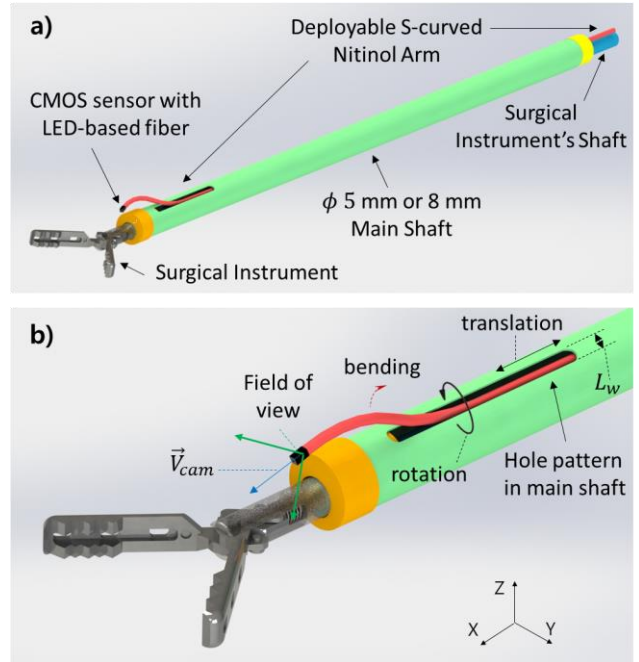 a)
Deployable S-curved
Nitinol Arm
CMOS sensor with
LED-based fiber
Surgical
Instrument's Shaft
ϕ 5 mm or 8 mm
Main Shaft
Surgical Instrument
b)
translation
bending
L_w
Field of
view
V⃗_cam
rotation
Hole pattern
in main shaft
Z
X
Y